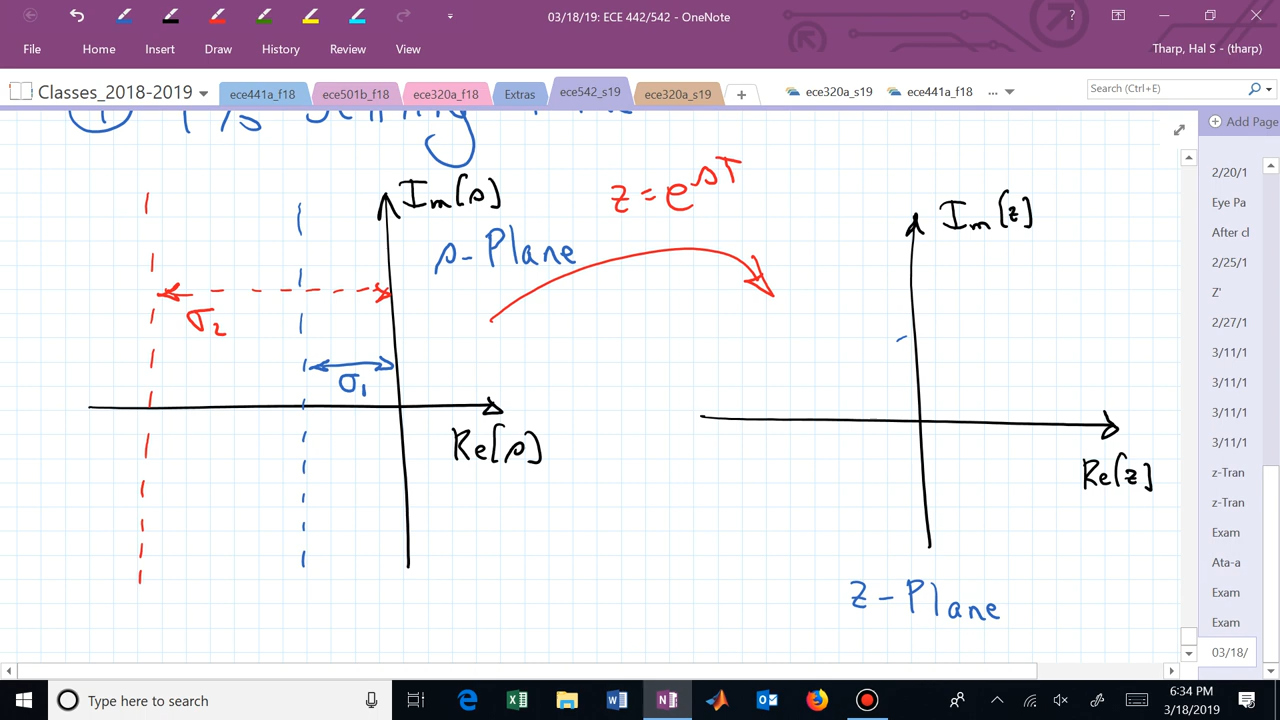 03/18/19: ECE 442/542 - OneNote
?
File Home Insert Draw History Review View
Tharp, Hal S - (tharp)
Classes_2018-2019
ece441a_f18 ece501b_f18 ece320a_f18 Extras ece542_s19 ece320a_s19 +
ece320a_s19 ece441a_f18 ...
Search (Ctrl+E)
Add Page
2/20/1
Eye Pa
After cl
2/25/1
Z'
2/27/1
3/11/1
3/11/1
3/11/1
3/11/1
z-Tran
z-Tran
Exam
Ata-a
Exam
Exam
03/18/
Im[s]
s-Plane
z = e^sT
Im[z]
σ2
σ1
Re[s]
Re[z]
z-Plane
Type here to search
6:34 PM
3/18/2019